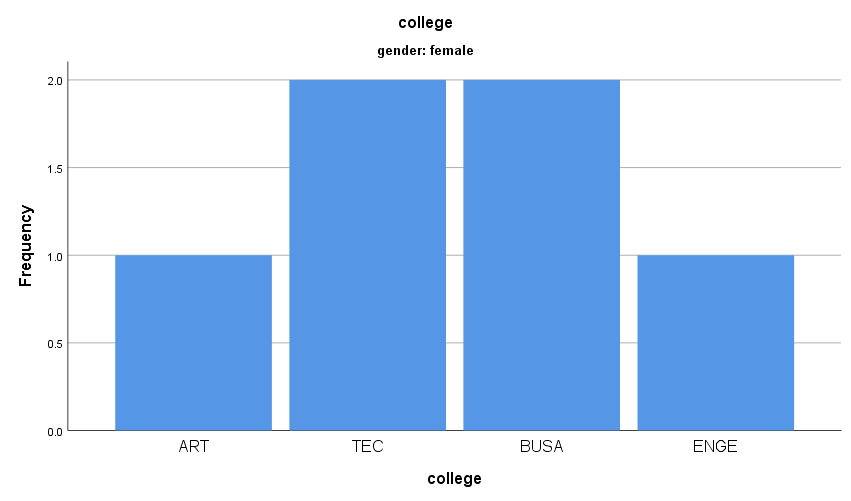 college
gender: female
Frequency
2.0
1.5
1.0
0.5
0.0
ART TEC BUSA ENGE
college